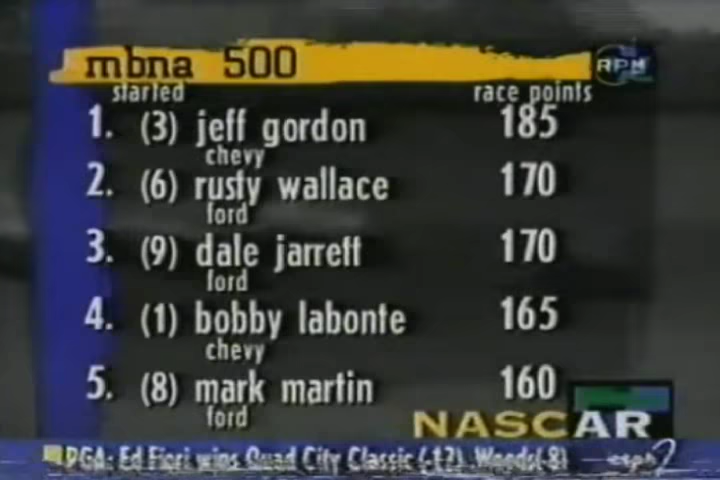 mbna 500
RPM
started race points
1. (3) jeff gordon 185
chevy
2. (6) rusty wallace 170
ford
3. (9) dale jarrett 170
ford
4. (1) bobby labonte 165
chevy
5. (8) mark martin 160
ford
NASCAR
PGA: Ed Fiori wins Quad City Classic (-12), Woods(-8)
espn2